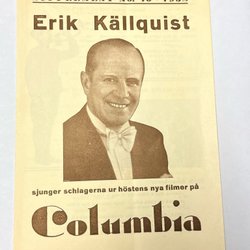 Erik Källquist
sjunger schlagerna ur höstens nya filmer på
Columbia